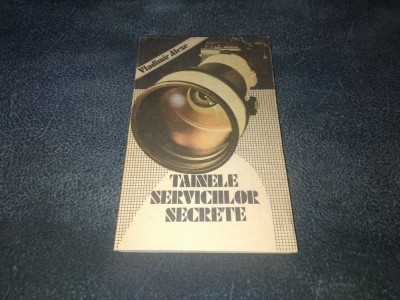 Vladimir Alexe
TAINELE
SERVICIILOR
SECRETE